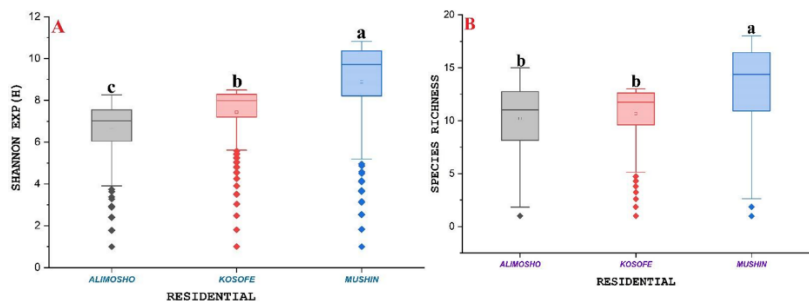 A
SHANNON EXP(H)
12
10
8
6
4
2
0
c
b
a
ALIMOSHO
KOSOFE
MUSHIN
RESIDENTIAL
B
SPECIES RICHNESS
20
15
10
5
0
b
b
a
ALIMOSHO
KOSOFE
MUSHIN
RESIDENTIAL